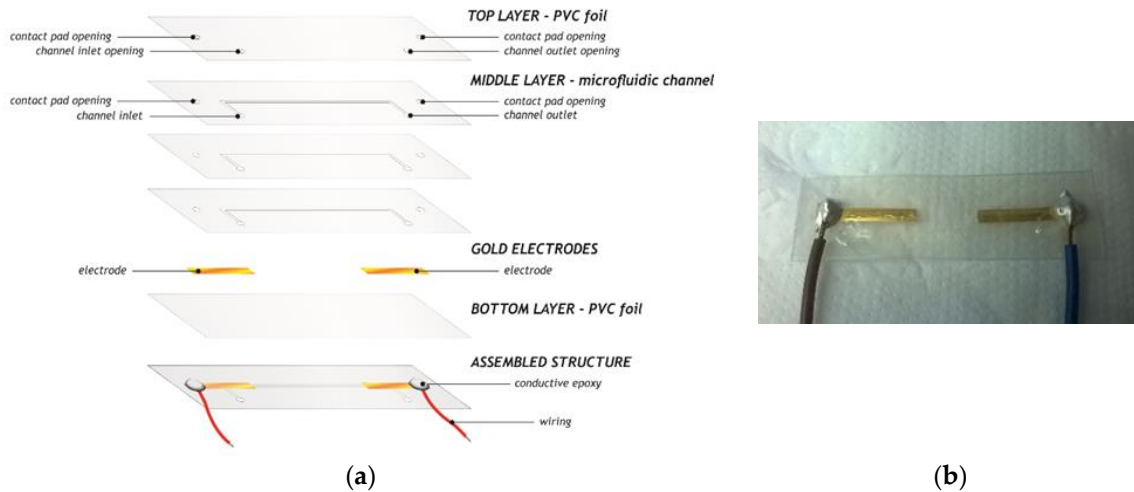 TOP LAYER - PVC foil
contact pad opening
contact pad opening
channel inlet opening
channel outlet opening
MIDDLE LAYER - microfluidic channel
contact pad opening
contact pad opening
channel inlet
channel outlet
GOLD ELECTRODES
electrode
electrode
BOTTOM LAYER - PVC foil
ASSEMBLED STRUCTURE
conductive epoxy
wiring
(a)
(b)